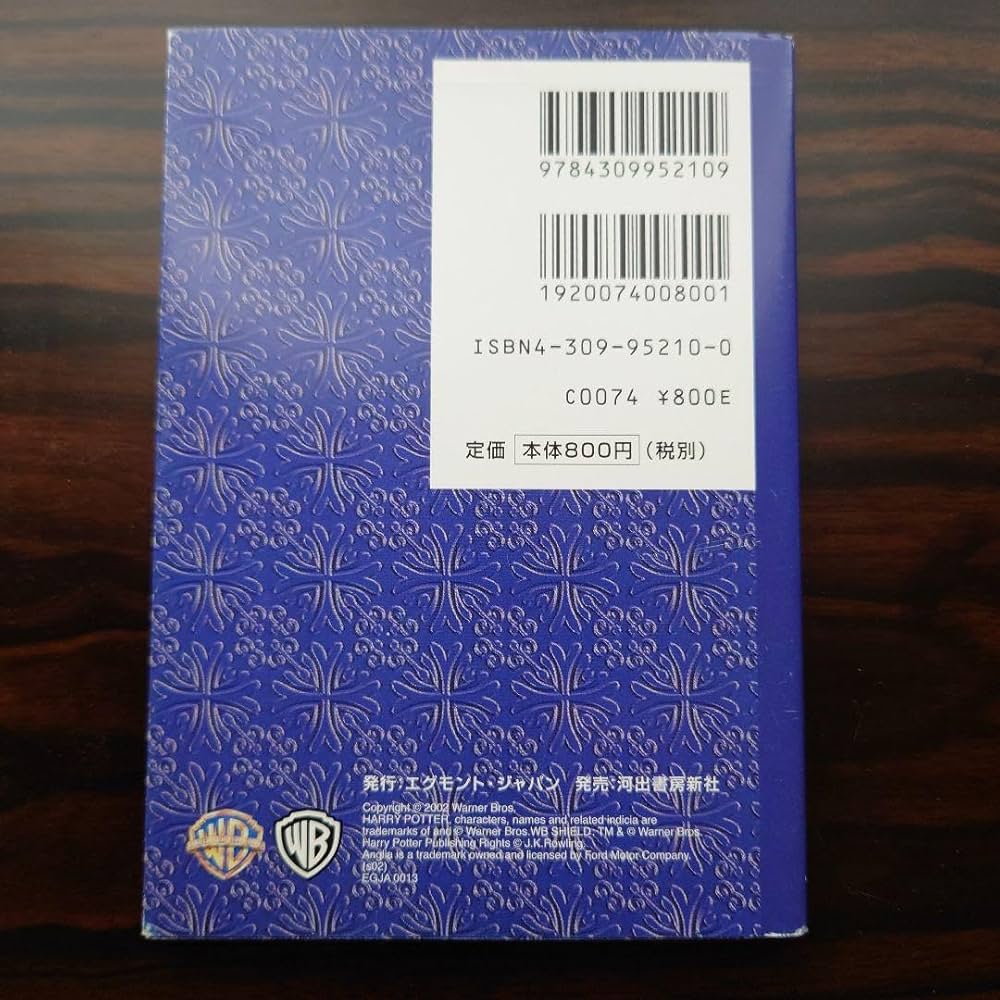 9784309952109
1920074008001
ISBN4-309-95210-0
C0074 ¥800E
定価 本体800円 (税別)
発行:エグモント・ジャパン 発売:河出書房新社
Copyright © 2002 Warner Bros.
HARRY POTTER, characters, names and related indicia are
trademarks of and © Warner Bros.WB SHIELD: TM & © Warner Bros.
Harry Potter Publishing Rights © J.K.Rowling.
Anglia is a trademark owned and licensed by Ford Motor Company.
(s02)
EGJA 0013
WB
WB